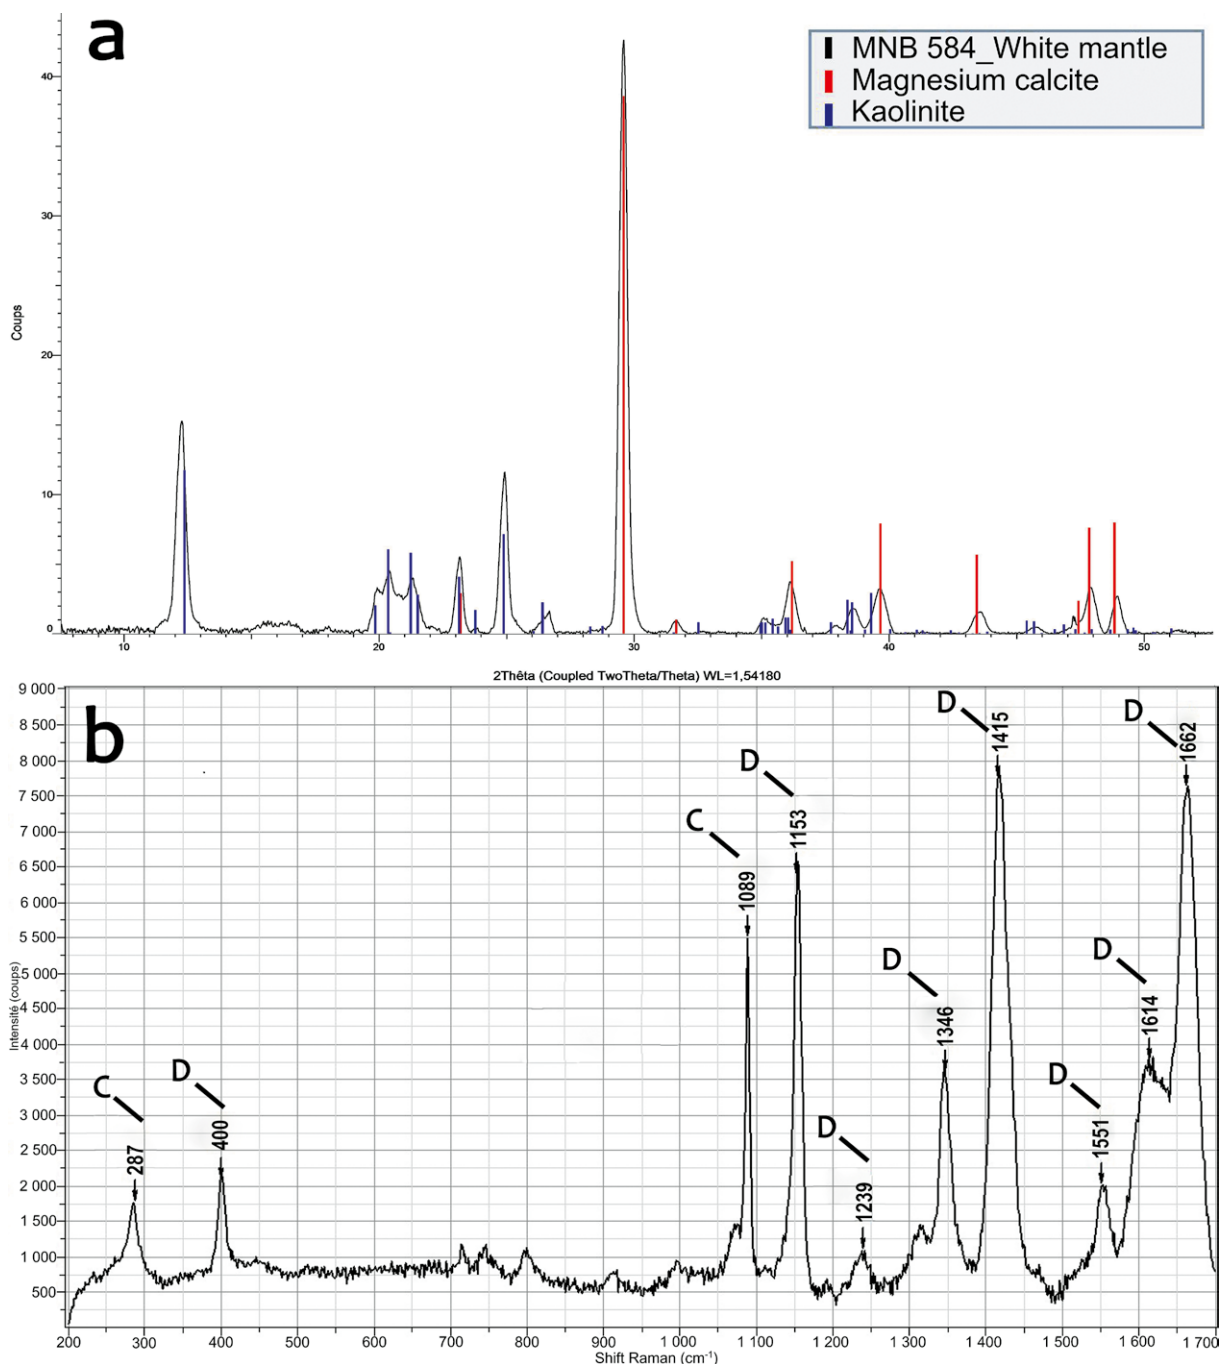 a
MNB 584_White mantle
Magnesium calcite
Kaolinite
Coups
40
30
20
10
0
10
20
30
40
50
2Thêta (Coupled TwoTheta/Theta) WL=1,54180
b
Intensité (coups)
9 000
8 500
8 000
7 500
7 000
6 500
6 000
5 500
5 000
4 500
4 000
3 500
3 000
2 500
2 000
1 500
1 000
500
C
287
D
400
C
1089
D
1153
D
1239
D
1346
D
1415
D
1551
D
1614
D
1662
200
300
400
500
600
700
800
900
1 000
1 100
1 200
1 300
1 400
1 500
1 600
1 700
Shift Raman (cm⁻¹)